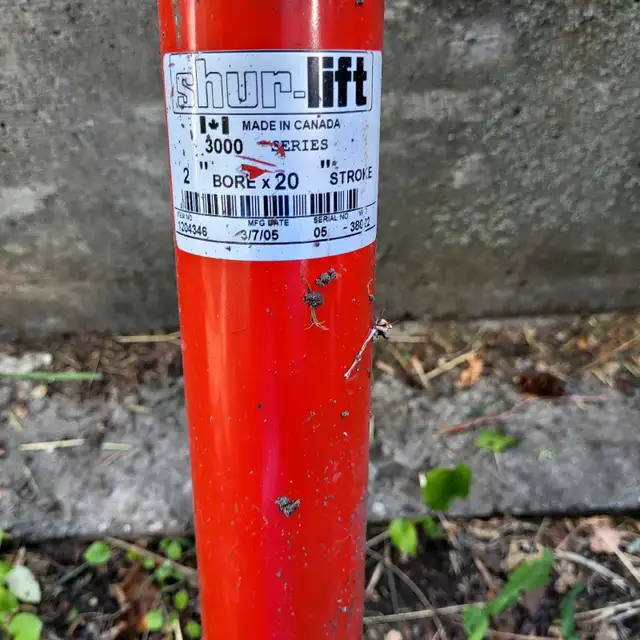 shur-lift
MADE IN CANADA
3000 SERIES
2 " BORE x 20 " STROKE
MFG DATE SERIAL NO
1204346 3/7/05 05 - 380